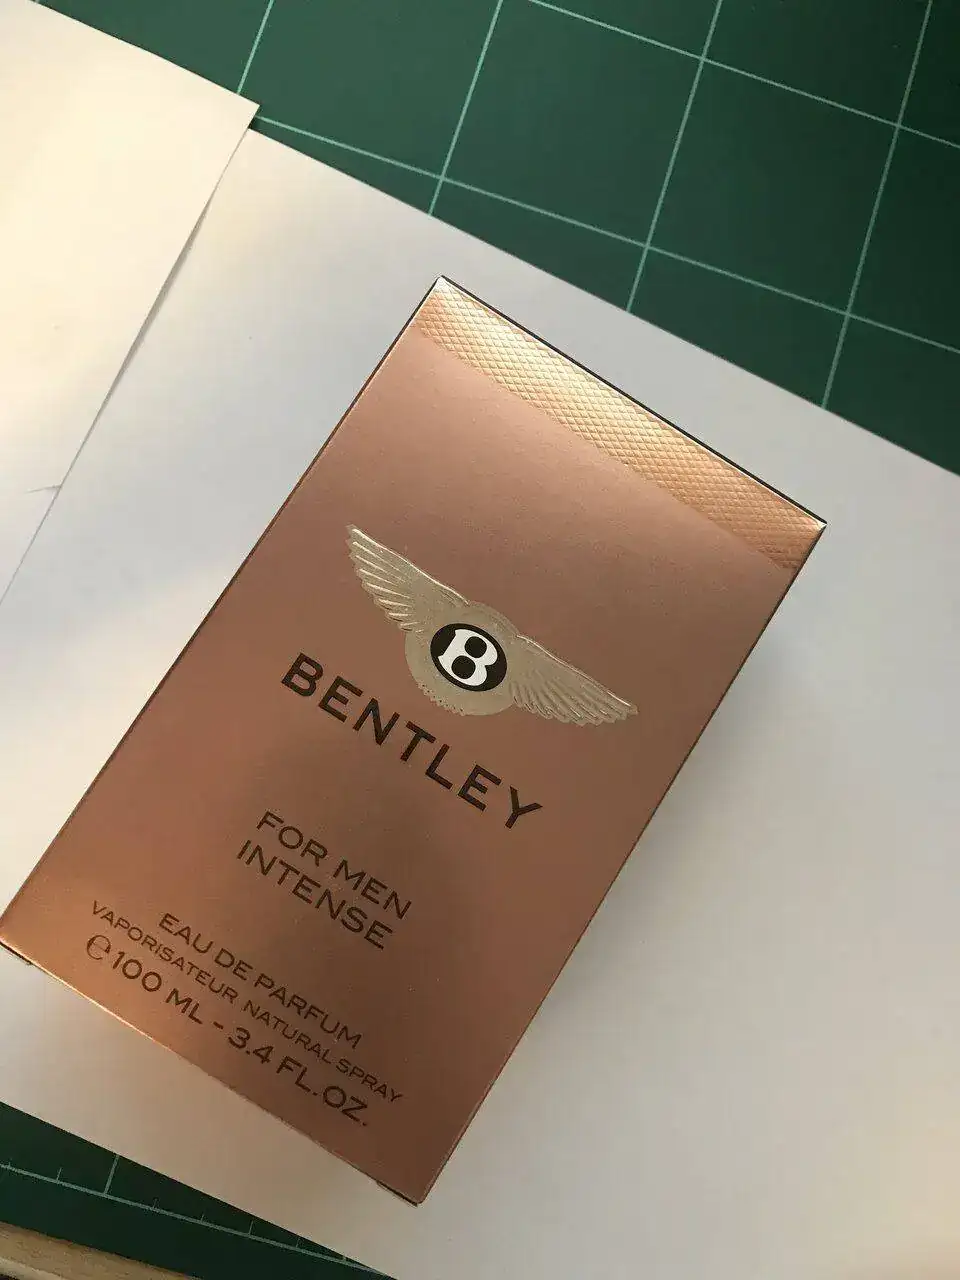 B
BENTLEY
FOR MEN
INTENSE
EAU DE PARFUM
VAPORISATEUR NATURAL SPRAY
℮100 ML - 3.4 FL.OZ.